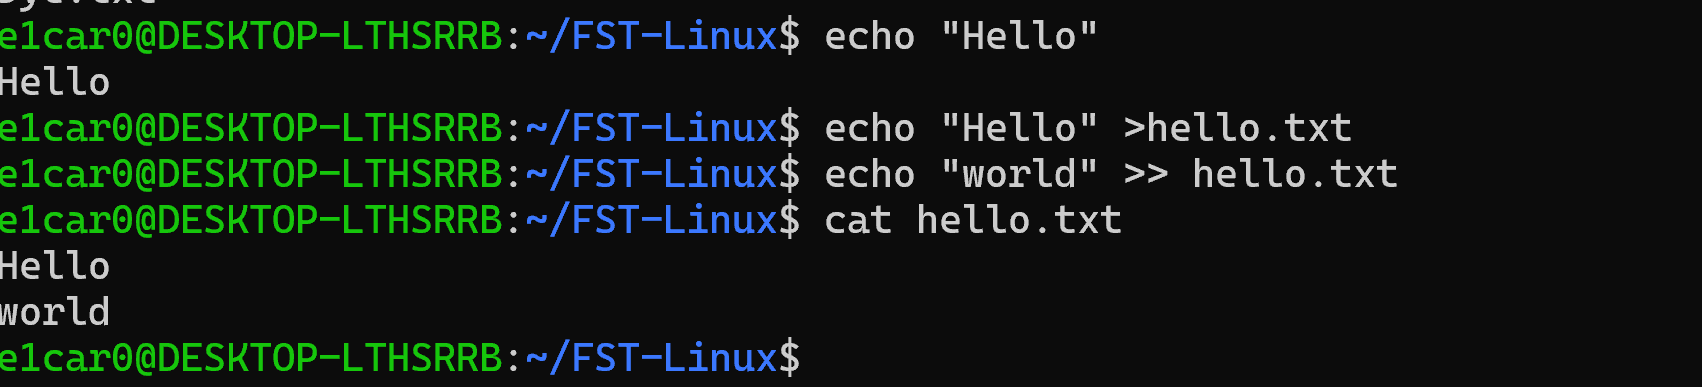 e1car0@DESKTOP-LTHSRRB:~/FST-Linux$ echo "Hello"
Hello
e1car0@DESKTOP-LTHSRRB:~/FST-Linux$ echo "Hello" >hello.txt
e1car0@DESKTOP-LTHSRRB:~/FST-Linux$ echo "world" >> hello.txt
e1car0@DESKTOP-LTHSRRB:~/FST-Linux$ cat hello.txt
Hello
world
e1car0@DESKTOP-LTHSRRB:~/FST-Linux$